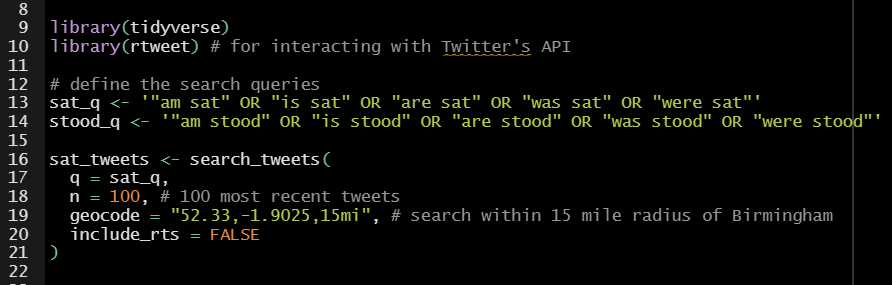 8
9 library(tidyverse)
10 library(rtweet) # for interacting with Twitter's API
11
12 # define the search queries
13 sat_q <- '"am sat" OR "is sat" OR "are sat" OR "was sat" OR "were sat"'
14 stood_q <- '"am stood" OR "is stood" OR "are stood" OR "was stood" OR "were stood"'
15
16 sat_tweets <- search_tweets(
17   q = sat_q,
18   n = 100, # 100 most recent tweets
19   geocode = "52.33,-1.9025,15mi", # search within 15 mile radius of Birmingham
20   include_rts = FALSE
21 )
22